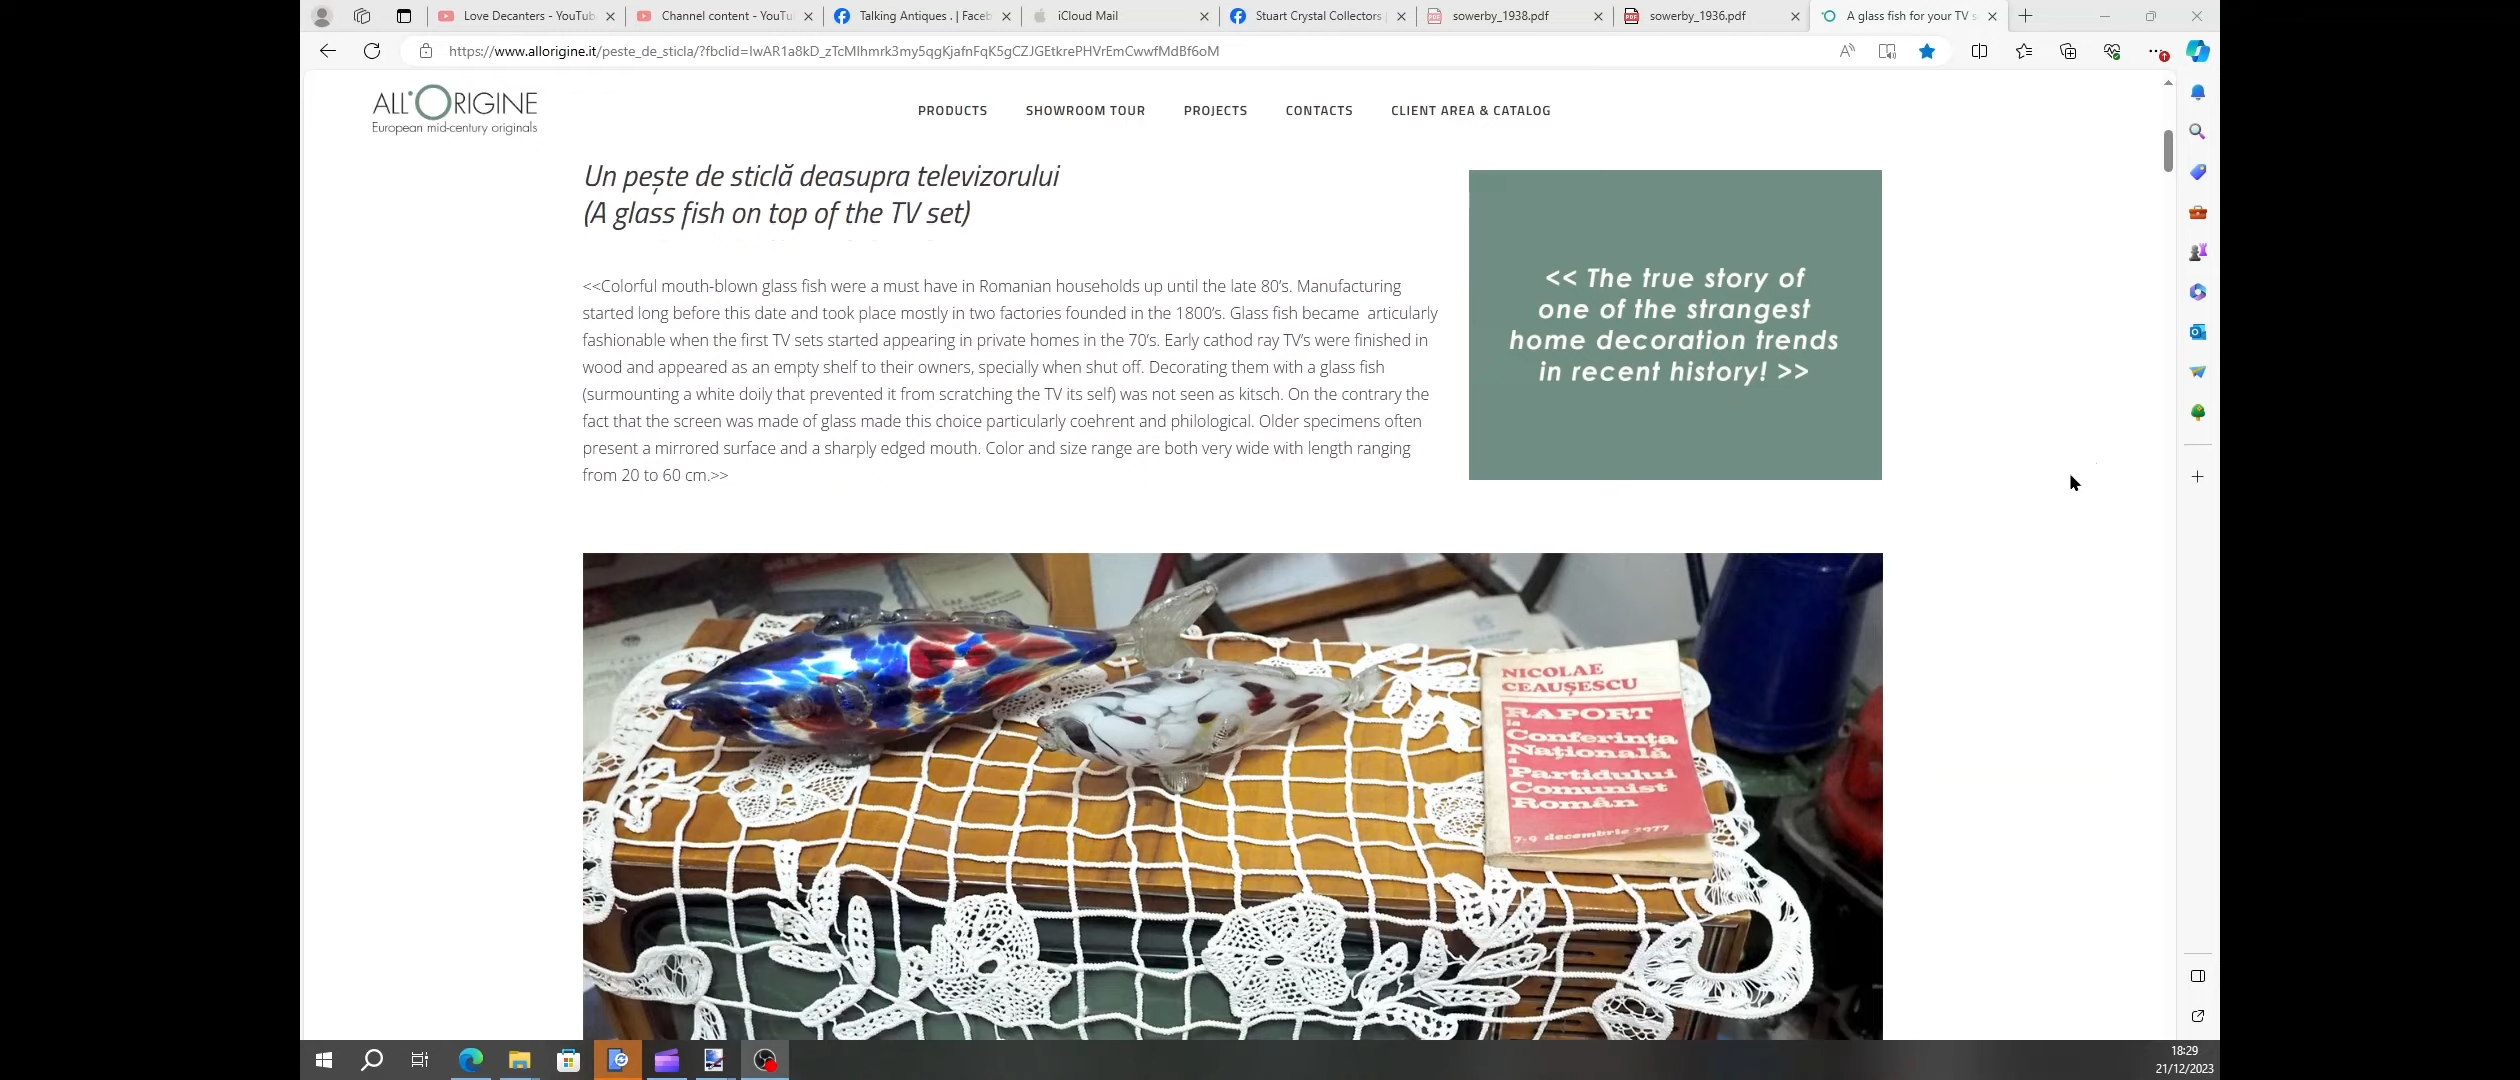 Love Decanters - YouTub
Channel content - YouTu
Talking Antiques . | Faceb
iCloud Mail
Stuart Crystal Collectors
sowerby_1938.pdf
sowerby_1936.pdf
A glass fish for your TV s
https://www.allorigine.it/peste_de_sticla/?fbclid=IwAR1a8kD_zTcMlhmrk3my5qgKjafnFqK5gCZJGEtkrePHVrEmCwwfMdBf6oM
ALL'ORIGINE
European mid-century originals
PRODUCTS
SHOWROOM TOUR
PROJECTS
CONTACTS
CLIENT AREA & CATALOG
Un pește de sticlă deasupra televizorului
(A glass fish on top of the TV set)
<<Colorful mouth-blown glass fish were a must have in Romanian households up until the late 80's. Manufacturing
started long before this date and took place mostly in two factories founded in the 1800's. Glass fish became articularly
fashionable when the first TV sets started appearing in private homes in the 70's. Early cathod ray TV's were finished in
wood and appeared as an empty shelf to their owners, specially when shut off. Decorating them with a glass fish
(surmounting a white doily that prevented it from scratching the TV its self) was not seen as kitsch. On the contrary the
fact that the screen was made of glass made this choice particularly coehrent and philological. Older specimens often
present a mirrored surface and a sharply edged mouth. Color and size range are both very wide with length ranging
from 20 to 60 cm.>>
<< The true story of
one of the strangest
home decoration trends
in recent history! >>
NICOLAE
CEAUȘESCU
RAPORT
la
Conferința
Națională
a
Partidului
Comunist
Român
7-9 decembrie 1977
18:29
21/12/2023